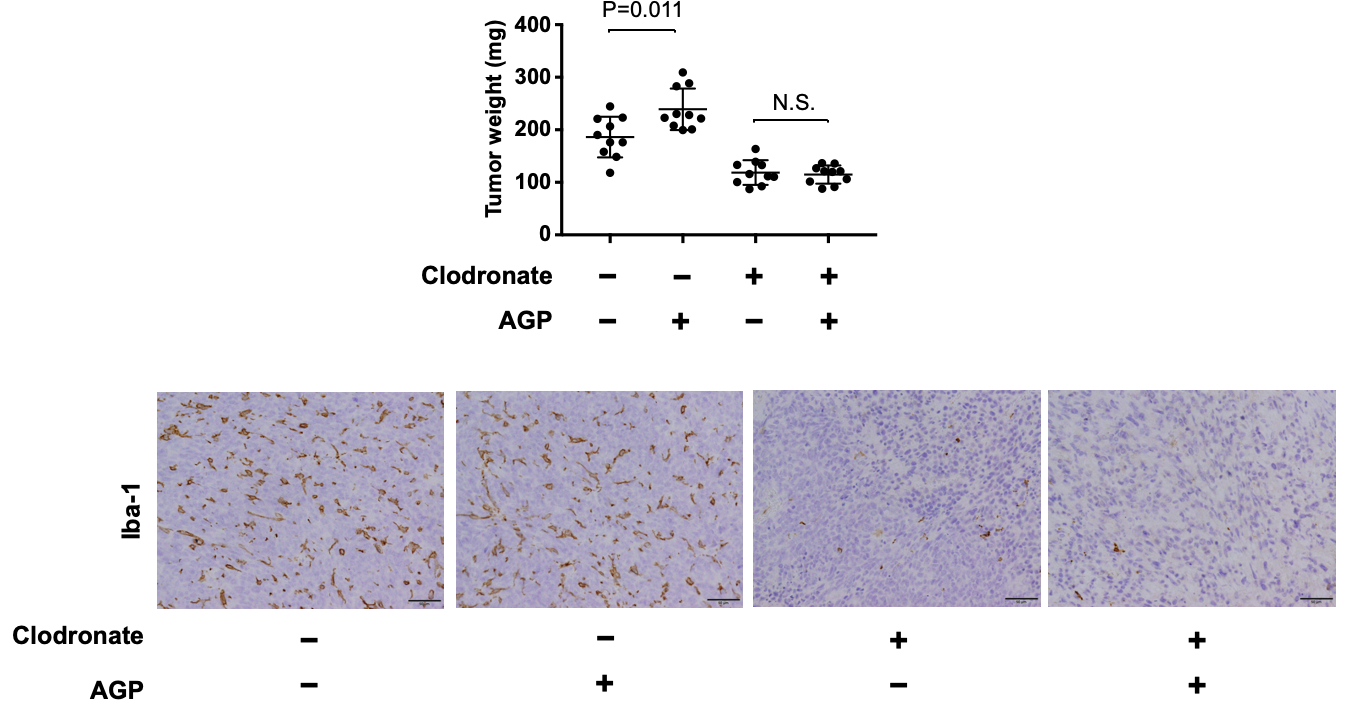 P=0.011
N.S.
Tumor weight (mg)
400
300
200
100
0
Clodronate − − + +
AGP − + − +
Iba-1
Clodronate − − + +
AGP − + − +